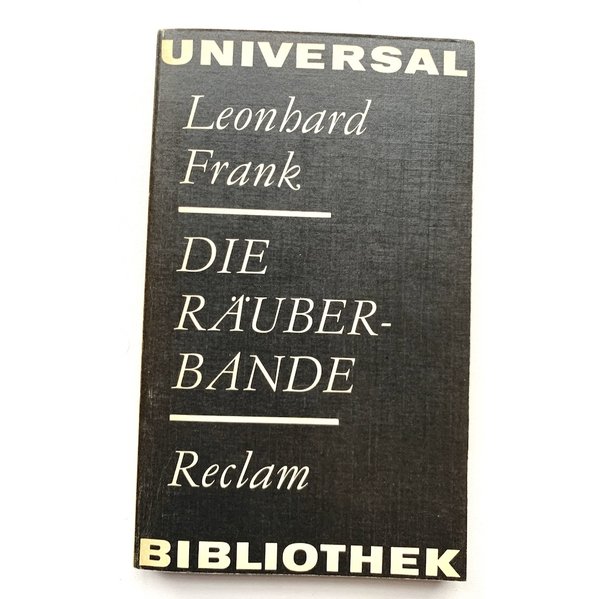 UNIVERSAL
Leonhard
Frank
DIE
RÄUBER-
BANDE
Reclam
BIBLIOTHEK